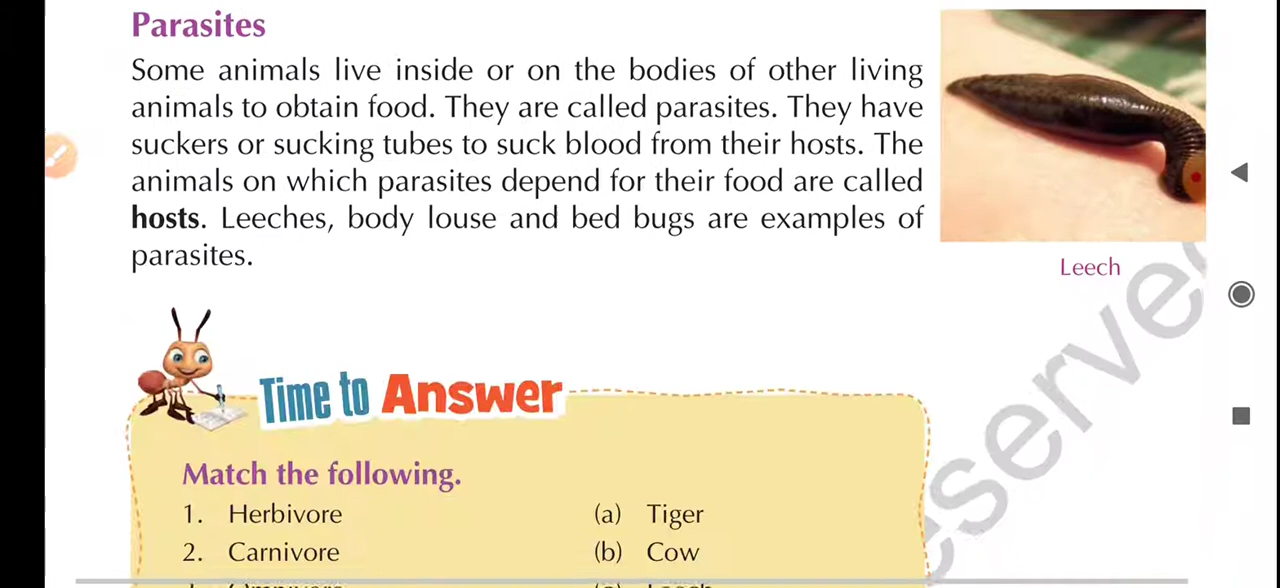 Parasites
Some animals live inside or on the bodies of other living
animals to obtain food. They are called parasites. They have
suckers or sucking tubes to suck blood from their hosts. The
animals on which parasites depend for their food are called
hosts. Leeches, body louse and bed bugs are examples of
parasites.
Leech
Time to Answer
Match the following.
1. Herbivore (a) Tiger
2. Carnivore (b) Cow